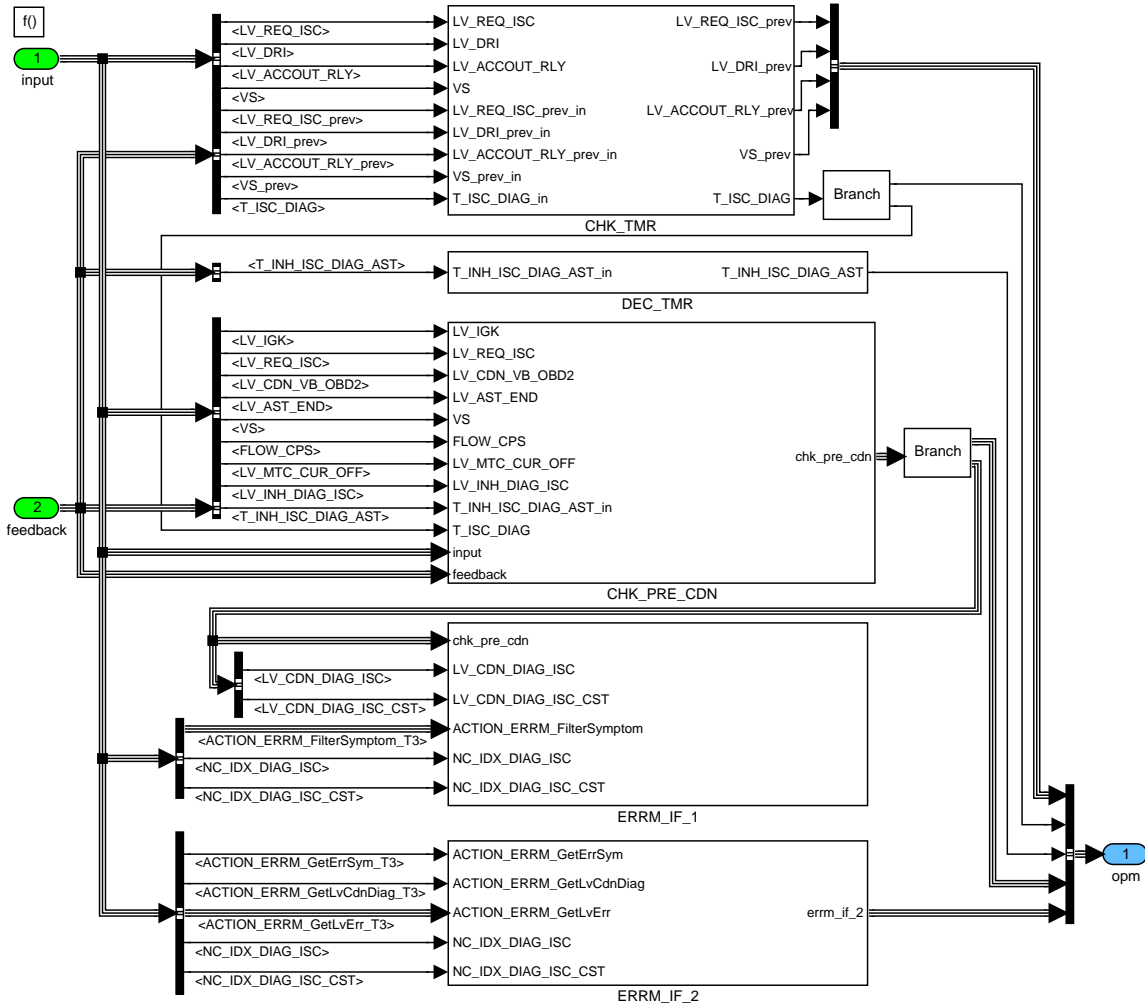 f()
1
input
<LV_REQ_ISC>
<LV_DRI>
<LV_ACCOUT_RLY>
<VS>
<LV_REQ_ISC_prev>
<LV_DRI_prev>
<LV_ACCOUT_RLY_prev>
<VS_prev>
<T_ISC_DIAG>
LV_REQ_ISC
LV_DRI
LV_ACCOUT_RLY
VS
LV_REQ_ISC_prev_in
LV_DRI_prev_in
LV_ACCOUT_RLY_prev_in
VS_prev_in
T_ISC_DIAG_in
LV_REQ_ISC_prev
LV_DRI_prev
LV_ACCOUT_RLY_prev
VS_prev
T_ISC_DIAG
CHK_TMR
Branch
<T_INH_ISC_DIAG_AST>
T_INH_ISC_DIAG_AST_in
T_INH_ISC_DIAG_AST
DEC_TMR
2
feedback
<LV_IGK>
<LV_REQ_ISC>
<LV_CDN_VB_OBD2>
<LV_AST_END>
<VS>
<FLOW_CPS>
<LV_MTC_CUR_OFF>
<LV_INH_DIAG_ISC>
<T_INH_ISC_DIAG_AST>
LV_IGK
LV_REQ_ISC
LV_CDN_VB_OBD2
LV_AST_END
VS
FLOW_CPS
LV_MTC_CUR_OFF
LV_INH_DIAG_ISC
T_INH_ISC_DIAG_AST_in
T_ISC_DIAG
input
feedback
chk_pre_cdn
CHK_PRE_CDN
Branch
<LV_CDN_DIAG_ISC>
<LV_CDN_DIAG_ISC_CST>
<ACTION_ERRM_FilterSymptom_T3>
<NC_IDX_DIAG_ISC>
<NC_IDX_DIAG_ISC_CST>
chk_pre_cdn
LV_CDN_DIAG_ISC
LV_CDN_DIAG_ISC_CST
ACTION_ERRM_FilterSymptom
NC_IDX_DIAG_ISC
NC_IDX_DIAG_ISC_CST
ERRM_IF_1
<ACTION_ERRM_GetErrSym_T3>
<ACTION_ERRM_GetLvCdnDiag_T3>
<ACTION_ERRM_GetLvErr_T3>
<NC_IDX_DIAG_ISC>
<NC_IDX_DIAG_ISC_CST>
ACTION_ERRM_GetErrSym
ACTION_ERRM_GetLvCdnDiag
ACTION_ERRM_GetLvErr
NC_IDX_DIAG_ISC
NC_IDX_DIAG_ISC_CST
errm_if_2
ERRM_IF_2
1
opm